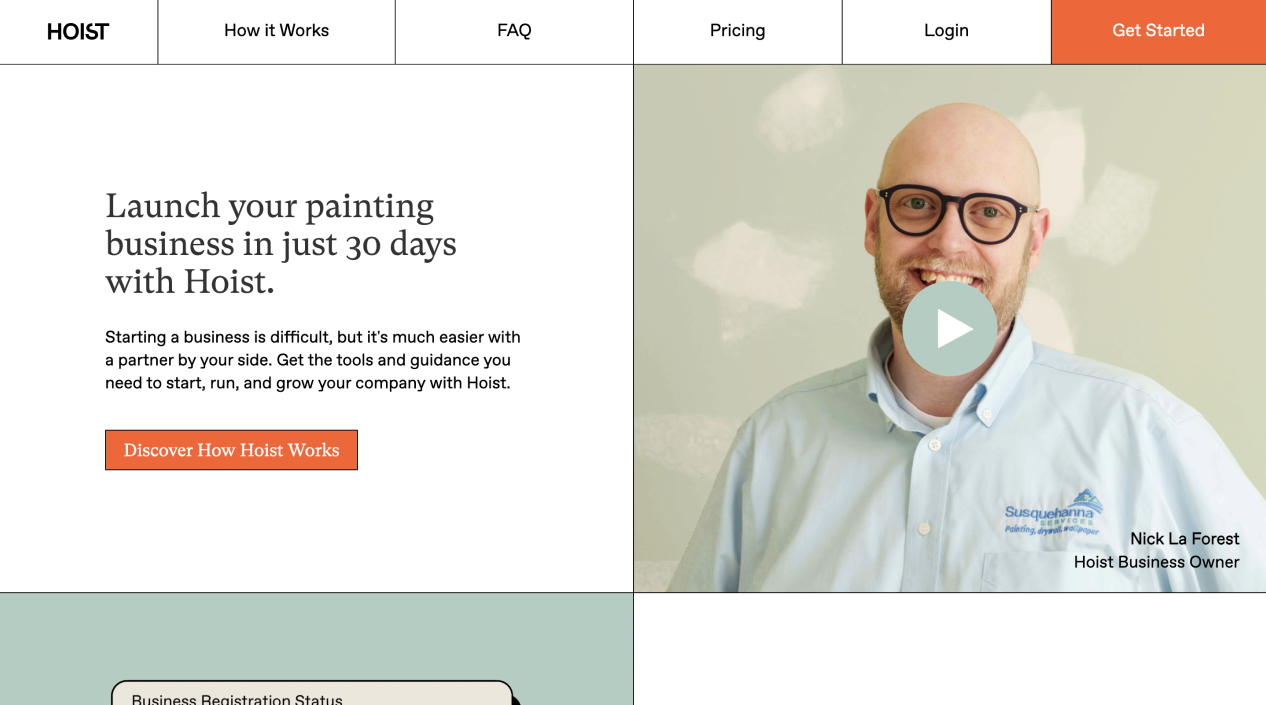 HOIST
How it Works
FAQ
Pricing
Login
Get Started
Launch your painting
business in just 30 days
with Hoist.
Starting a business is difficult, but it's much easier with
a partner by your side. Get the tools and guidance you
need to start, run, and grow your company with Hoist.
Discover How Hoist Works
Susquehanna
SERVICES
Painting, drywall, wallpaper
Nick La Forest
Hoist Business Owner
Business Registration Status